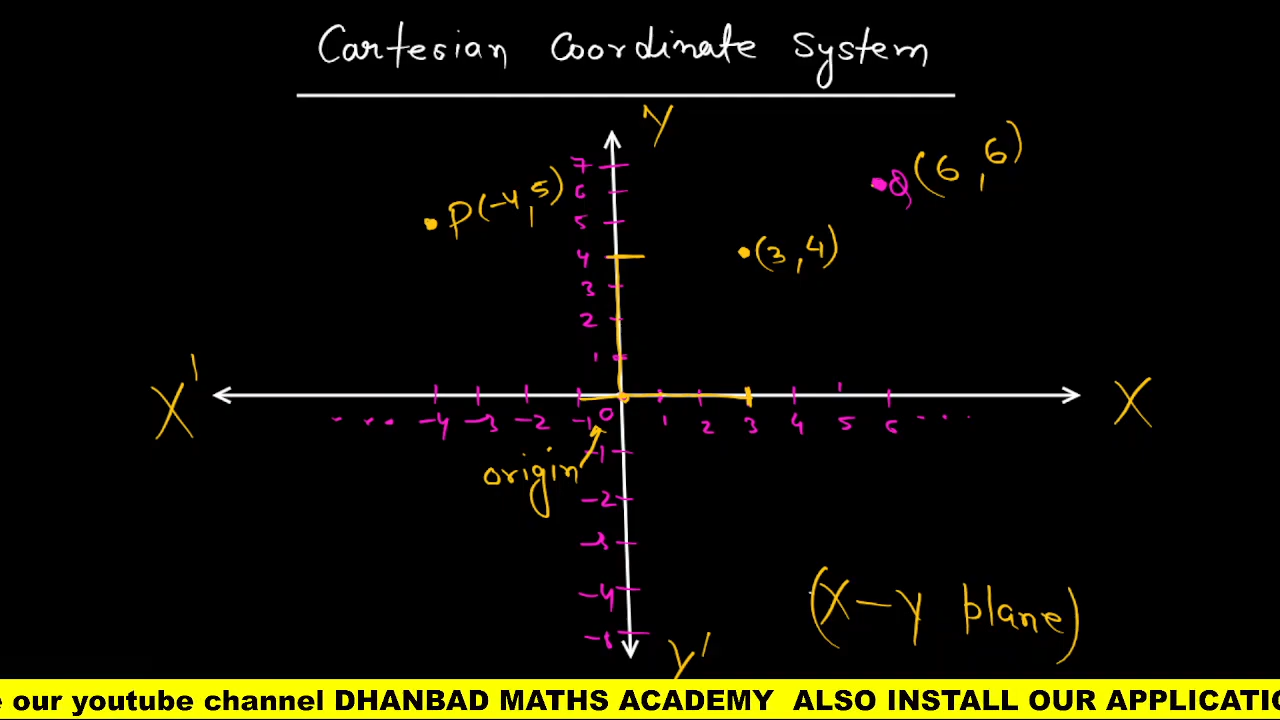 Cartesian Coordinate System
Y
7
6
5
4
3
2
1
P(-4,5)
Q(6,6)
(3,4)
X'
X
... -4 -3 -2 -1 0 1 2 3 4 5 6 ...
origin
-1
-2
-3
-4
Y'
(X-Y plane)
e our youtube channel DHANBAD MATHS ACADEMY ALSO INSTALL OUR APPLICATIO